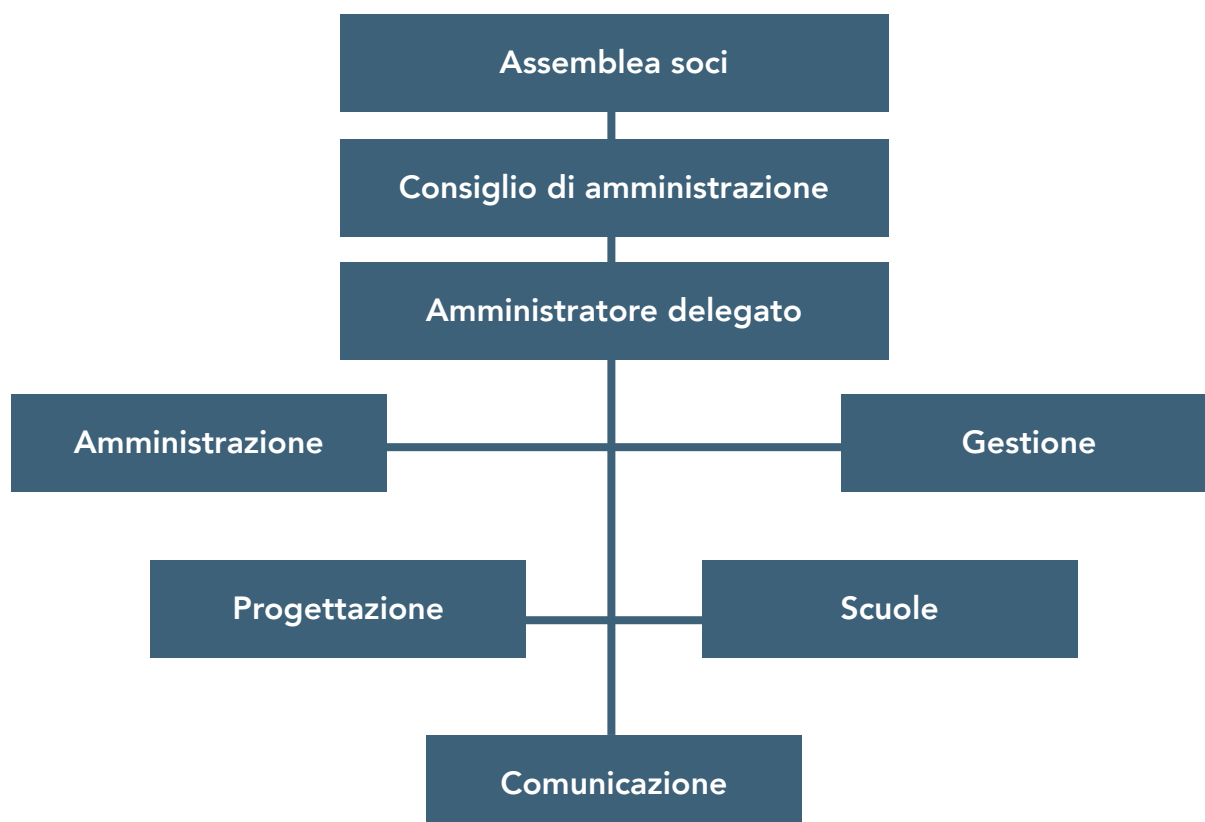 Assemblea soci
Consiglio di amministrazione
Amministratore delegato
Amministrazione
Gestione
Progettazione
Scuole
Comunicazione